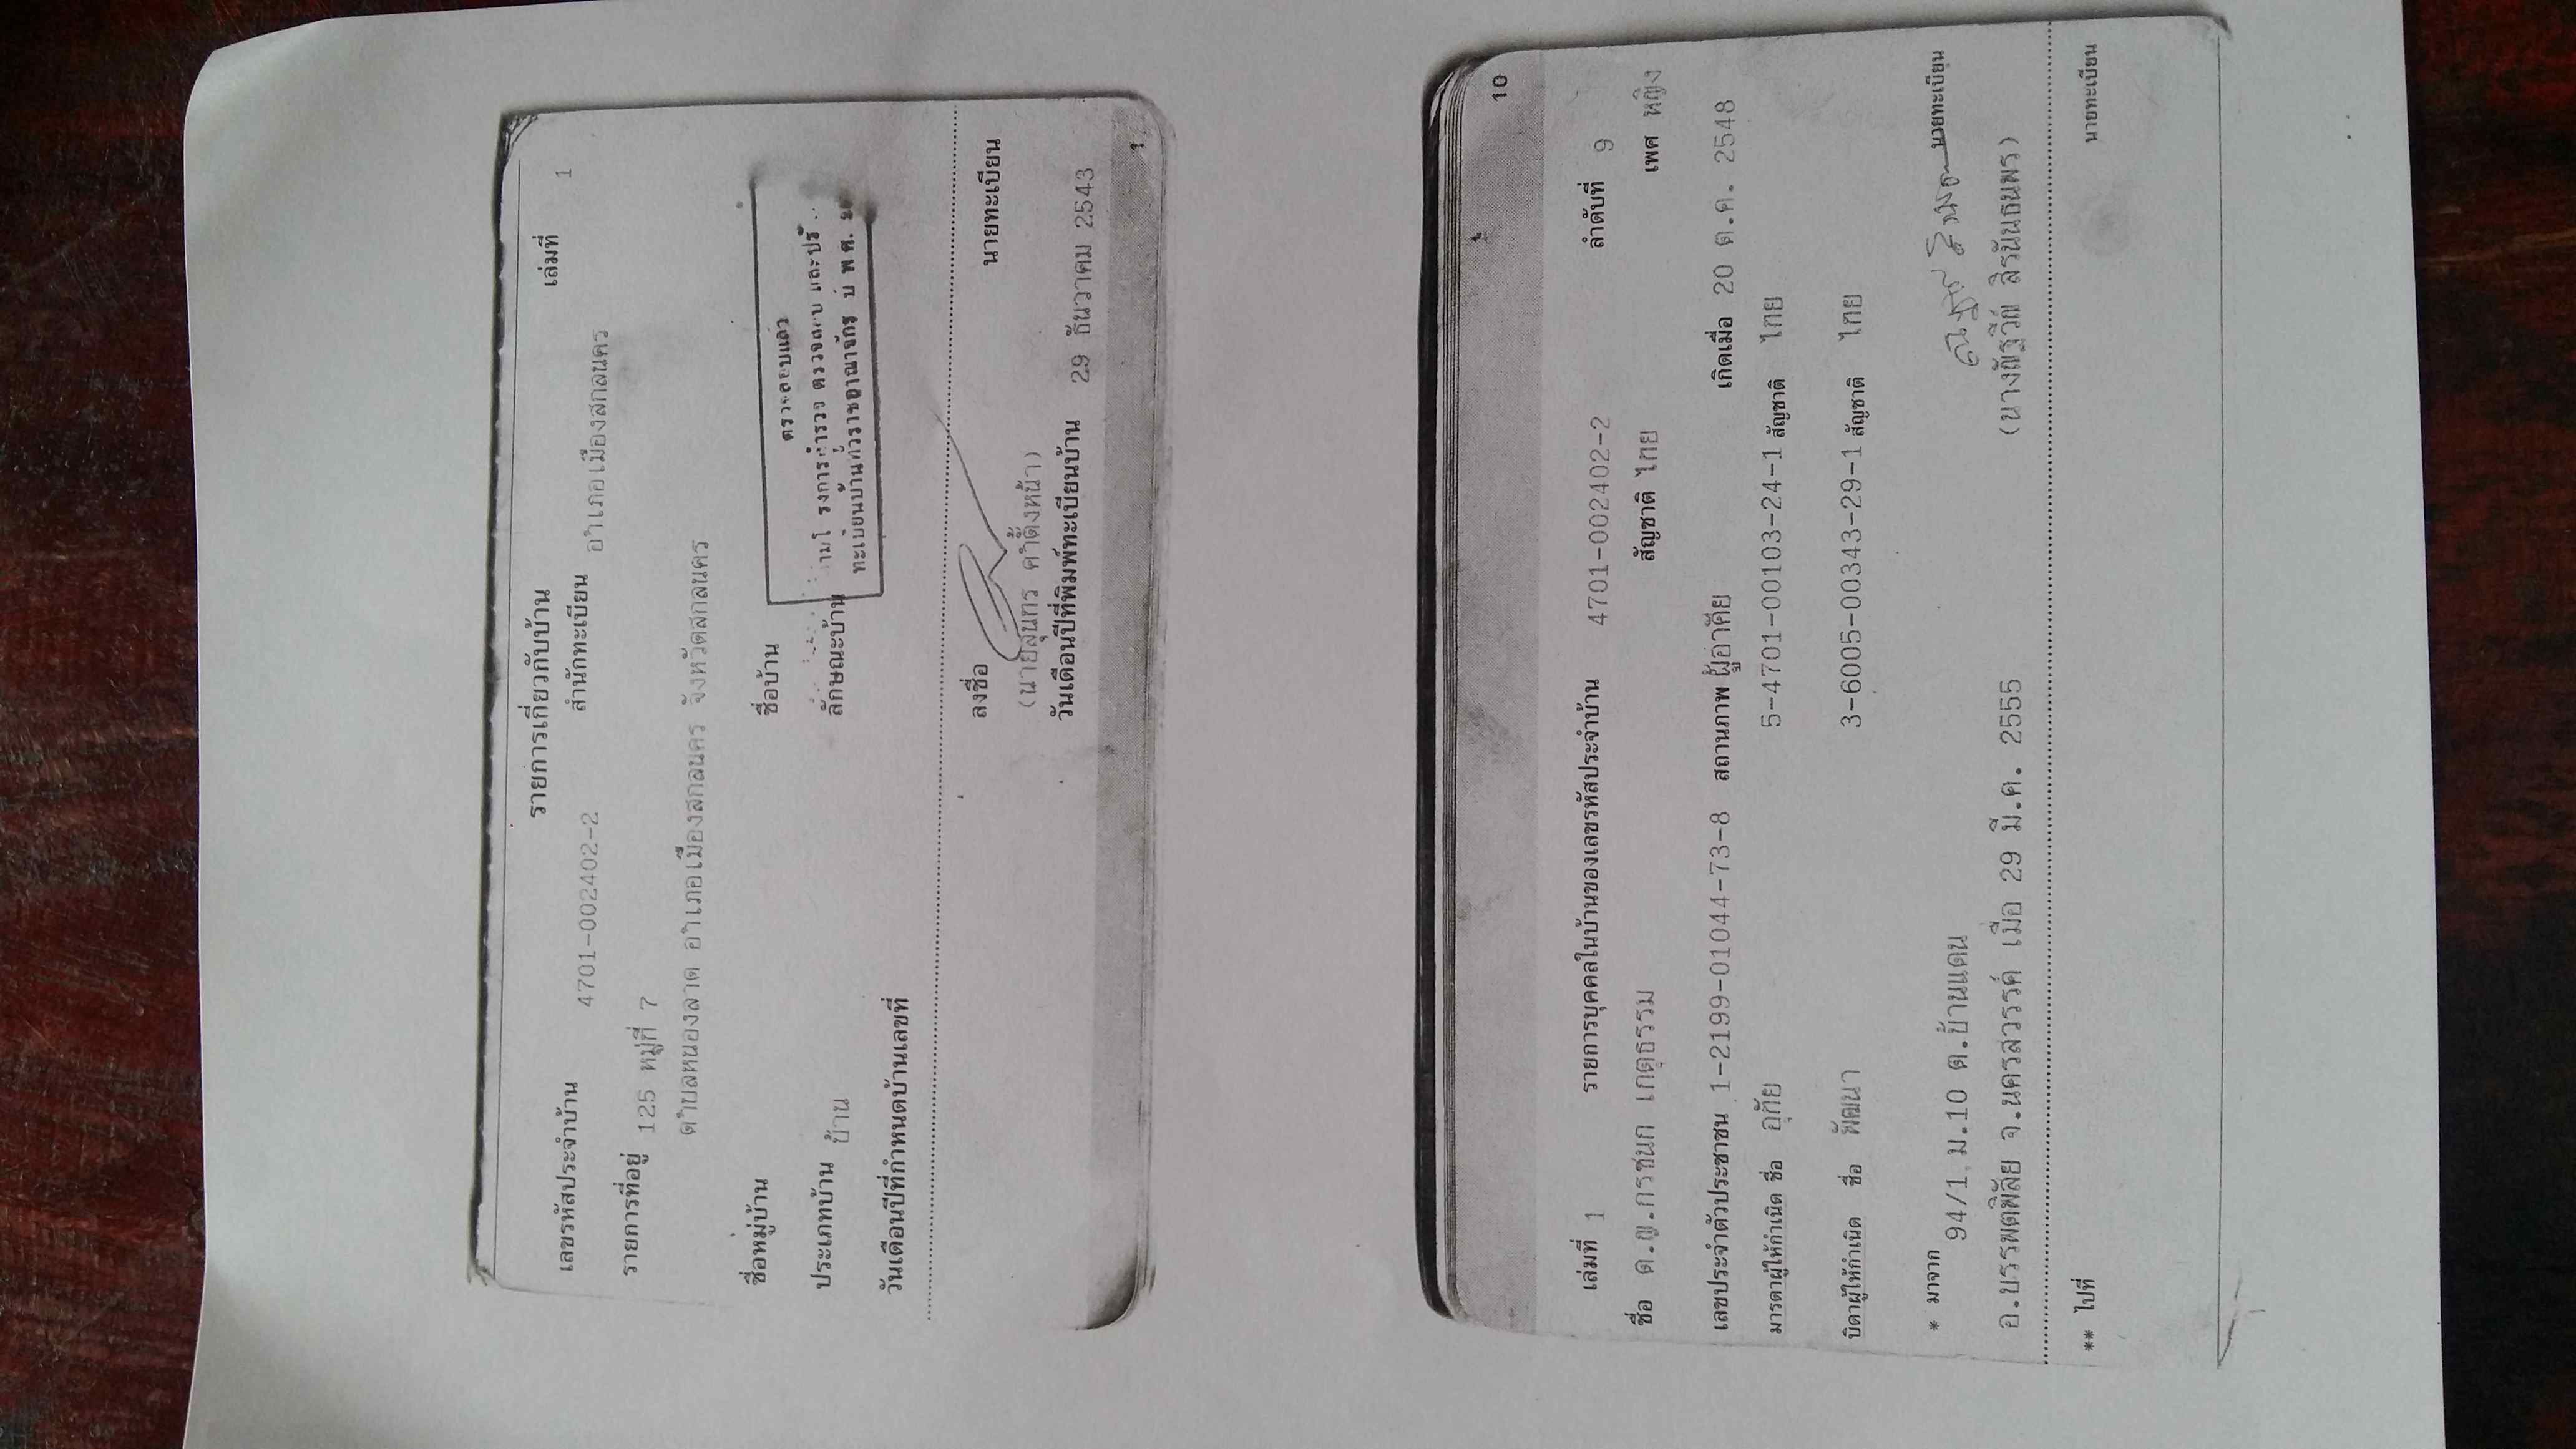 รายการเกี่ยวกับบ้าน เล่มที่ 1
เลขรหัสประจำบ้าน 4701-002402-2 สำนักทะเบียน อำเภอเมืองสกลนคร
รายการที่อยู่ 125 หมู่ที่ 7
ตำบลหนองลาด อำเภอเมืองสกลนคร จังหวัดสกลนคร
ชื่อหมู่บ้าน ชื่อบ้าน
ประเภทบ้าน บ้าน ลักษณะบ้าน
ตรวจสอบแล้ว
ตรวจสอบ และปรั
ทะเบียนบ้านทั่วราชอาณาจักร ปี พ.ศ.
วันเดือนปีที่กำหนดบ้านเลขที่
ลงชื่อ นายทะเบียน
(นายสุนทร คำตั้งหน้า)
วันเดือนปีที่พิมพ์ทะเบียนบ้าน 29 ธันวาคม 2543
1
10
เล่มที่ 1 รายการบุคคลในบ้านของเลขรหัสประจำบ้าน 4701-002402-2 ลำดับที่ 9
ชื่อ ด.ญ.กรชนก เกตุธรรม สัญชาติ ไทย เพศ หญิง
เลขประจำตัวประชาชน 1-2199-01044-73-8 สถานภาพ ผู้อาศัย เกิดเมื่อ 20 ต.ค. 2548
มารดาผู้ให้กำเนิด ชื่อ อุทัย 5-4701-00103-24-1 สัญชาติ ไทย
บิดาผู้ให้กำเนิด ชื่อ พัฒนา 3-6005-00343-29-1 สัญชาติ ไทย
* มาจาก
94/1 ม.10 ต.บ้านแดน นายทะเบียน
อ.บรรพตพิสัย จ.นครสวรรค์ เมื่อ 29 มี.ค. 2555 (นางณัฐวีณ์ สิรนันธนพร)
** ไปที่ นายทะเบียน